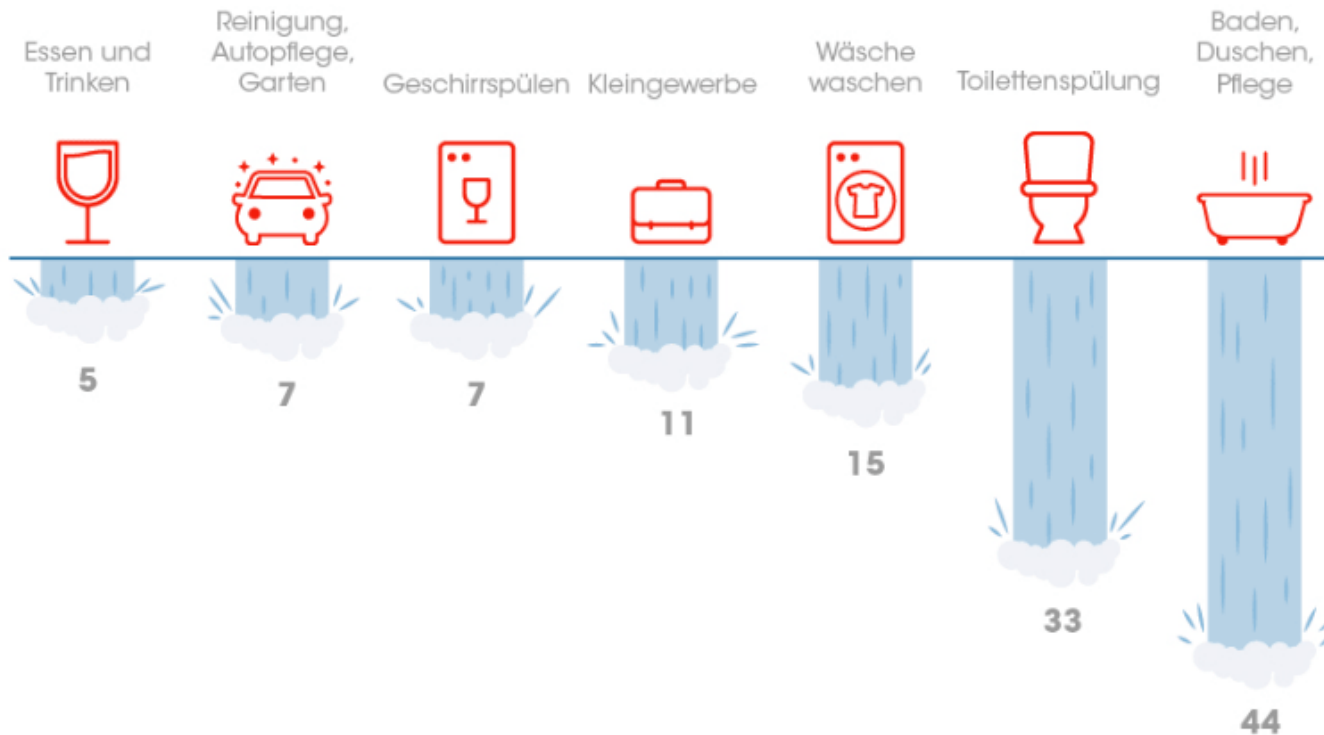 Essen und
Trinken
Reinigung,
Autopflege,
Garten
Geschirrspülen
Kleingewerbe
Wäsche
waschen
Toilettenspülung
Baden,
Duschen,
Pflege
5
7
7
11
15
33
44